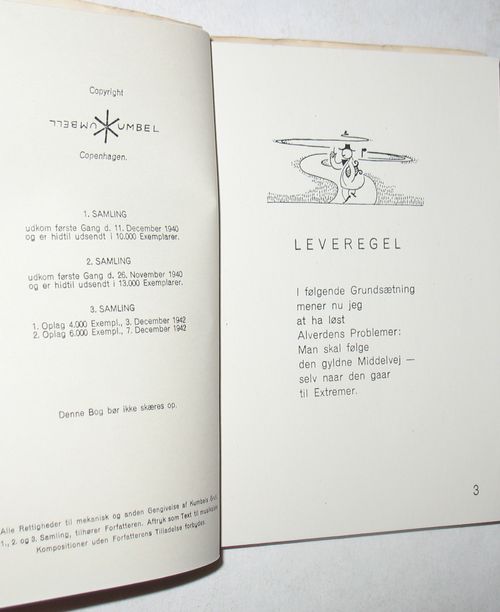 Copyright
KUMBELL KUMBEL
Copenhagen.
1. SAMLING
udkom første Gang d. 11. December 1940
og er hidtil udsendt i 10.000 Exemplarer.
2. SAMLING
udkom første Gang d. 26. November 1940
og er hidtil udsendt i 13.000 Exemplarer.
3. SAMLING
1. Oplag 4.000 Exempl., 3. December 1942
2. Oplag 6.000 Exempl., 7. December 1942
Denne Bog bør ikke skæres op.
Alle Rettigheder til mekanisk og anden Gengivelse af Kumbels
1., 2. og 3. Samling, tilhører Forfatteren. Aftryk som Text til
Kompositioner uden Forfatterens Tilladelse forbydes.
LEVEREGEL
I følgende Grundsætning
mener nu jeg
at ha løst
Alverdens Problemer:
Man skal følge
den gyldne Middelvej —
selv naar den gaar
til Extremer.
3